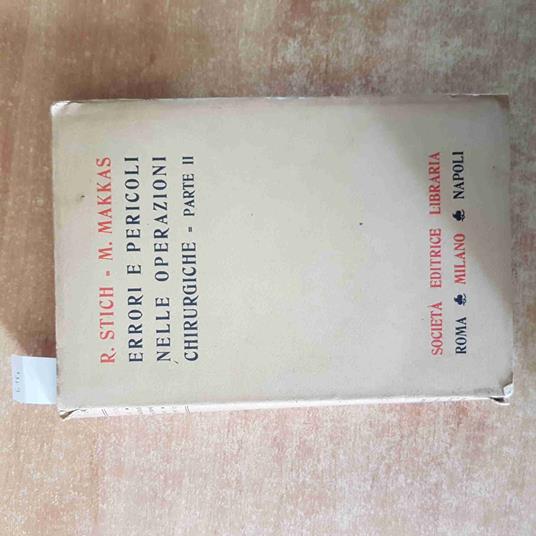 R. STICH = M. MAKKAS
ERRORI E PERICOLI
NELLE OPERAZIONI
CHIRURGICHE = PARTE II
SOCIETÀ EDITRICE LIBRARIA
ROMA MILANO NAPOLI